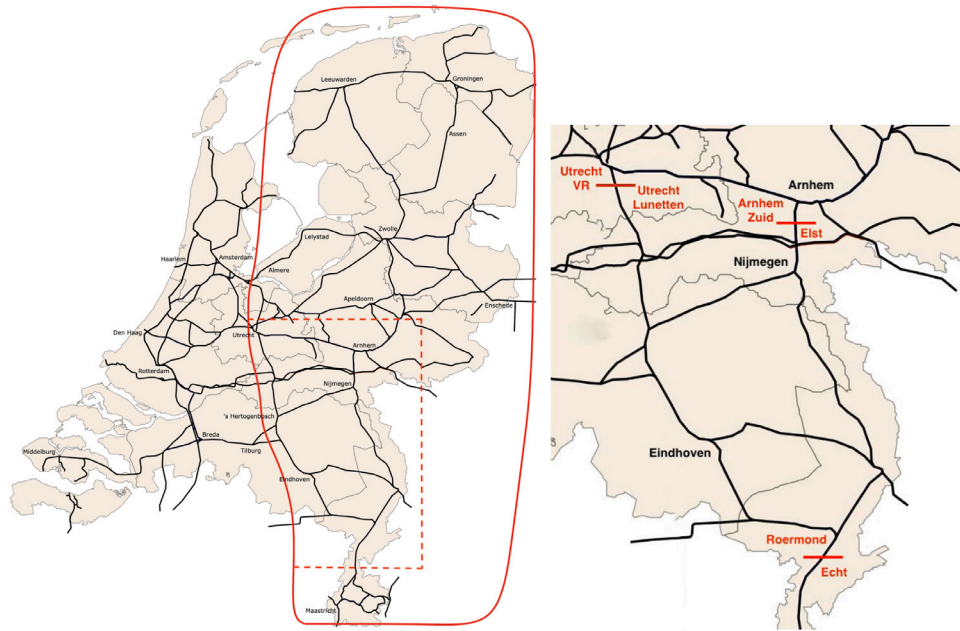 Leeuwarden
Groningen
Assen
Lelystad
Zwolle
Haarlem
Amsterdam
Almere
Apeldoorn
Enschede
Den Haag
Utrecht
Arnhem
Rotterdam
Nijmegen
's Hertogenbosch
Breda
Tilburg
Middelburg
Eindhoven
Maastricht
Utrecht
VR
Utrecht
Lunetten
Arnhem
Arnhem
Zuid
Elst
Nijmegen
Eindhoven
Roermond
Echt